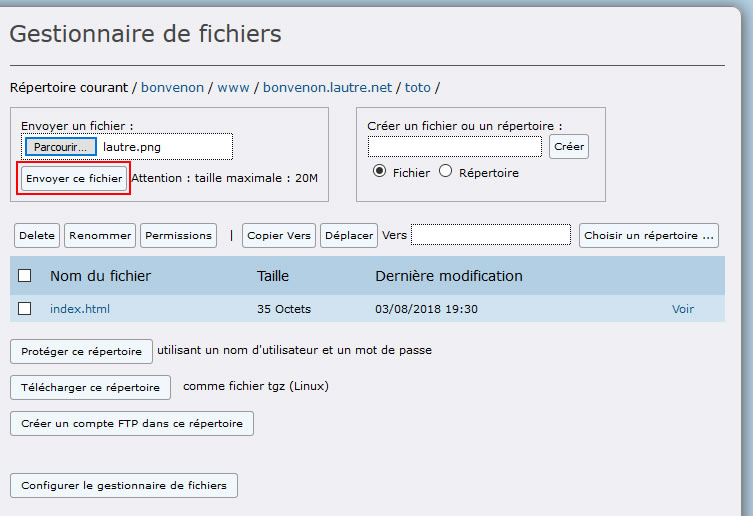 Gestionnaire de fichiers
Répertoire courant / bonvenon / www / bonvenon.lautre.net / toto /
Envoyer un fichier :
Parcourir... lautre.png
Envoyer ce fichier Attention : taille maximale : 20M
Créer un fichier ou un répertoire :
Créer
Fichier Répertoire
Delete Renommer Permissions | Copier Vers Déplacer Vers Choisir un répertoire ...
Nom du fichier Taille Dernière modification
index.html 35 Octets 03/08/2018 19:30 Voir
Protéger ce répertoire utilisant un nom d'utilisateur et un mot de passe
Télécharger ce répertoire comme fichier tgz (Linux)
Créer un compte FTP dans ce répertoire
Configurer le gestionnaire de fichiers